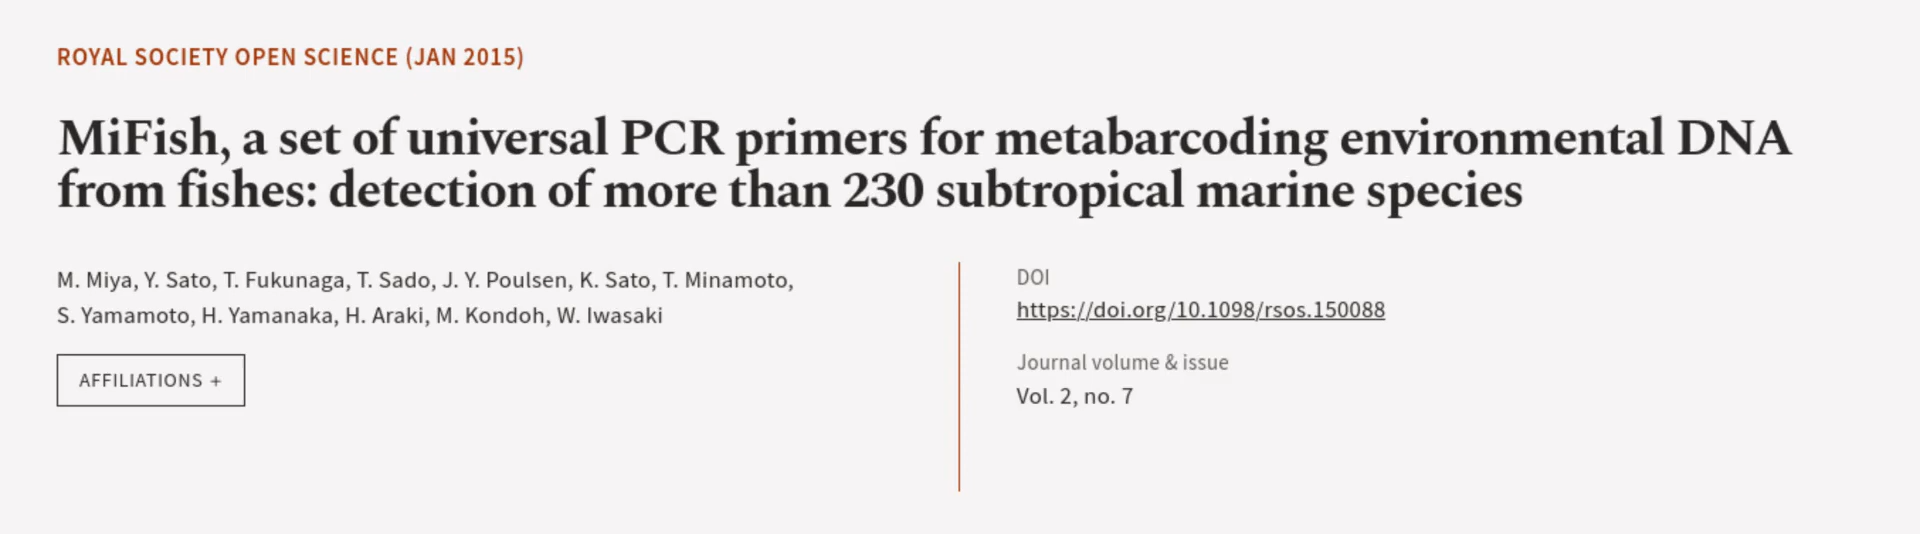 ROYAL SOCIETY OPEN SCIENCE (JAN 2015)
MiFish, a set of universal PCR primers for metabarcoding environmental DNA
from fishes: detection of more than 230 subtropical marine species
M. Miya, Y. Sato, T. Fukunaga, T. Sado, J. Y. Poulsen, K. Sato, T. Minamoto,
S. Yamamoto, H. Yamanaka, H. Araki, M. Kondoh, W. Iwasaki
AFFILIATIONS +
DOI
https://doi.org/10.1098/rsos.150088
Journal volume & issue
Vol. 2, no. 7